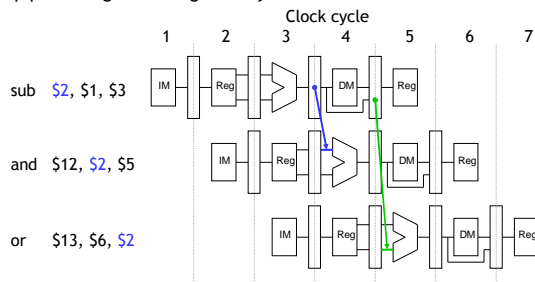 Clock cycle
1 2 3 4 5 6 7
sub $2, $1, $3 IM Reg DM Reg
and $12, $2, $5 IM Reg DM Reg
or $13, $6, $2 IM Reg DM Reg